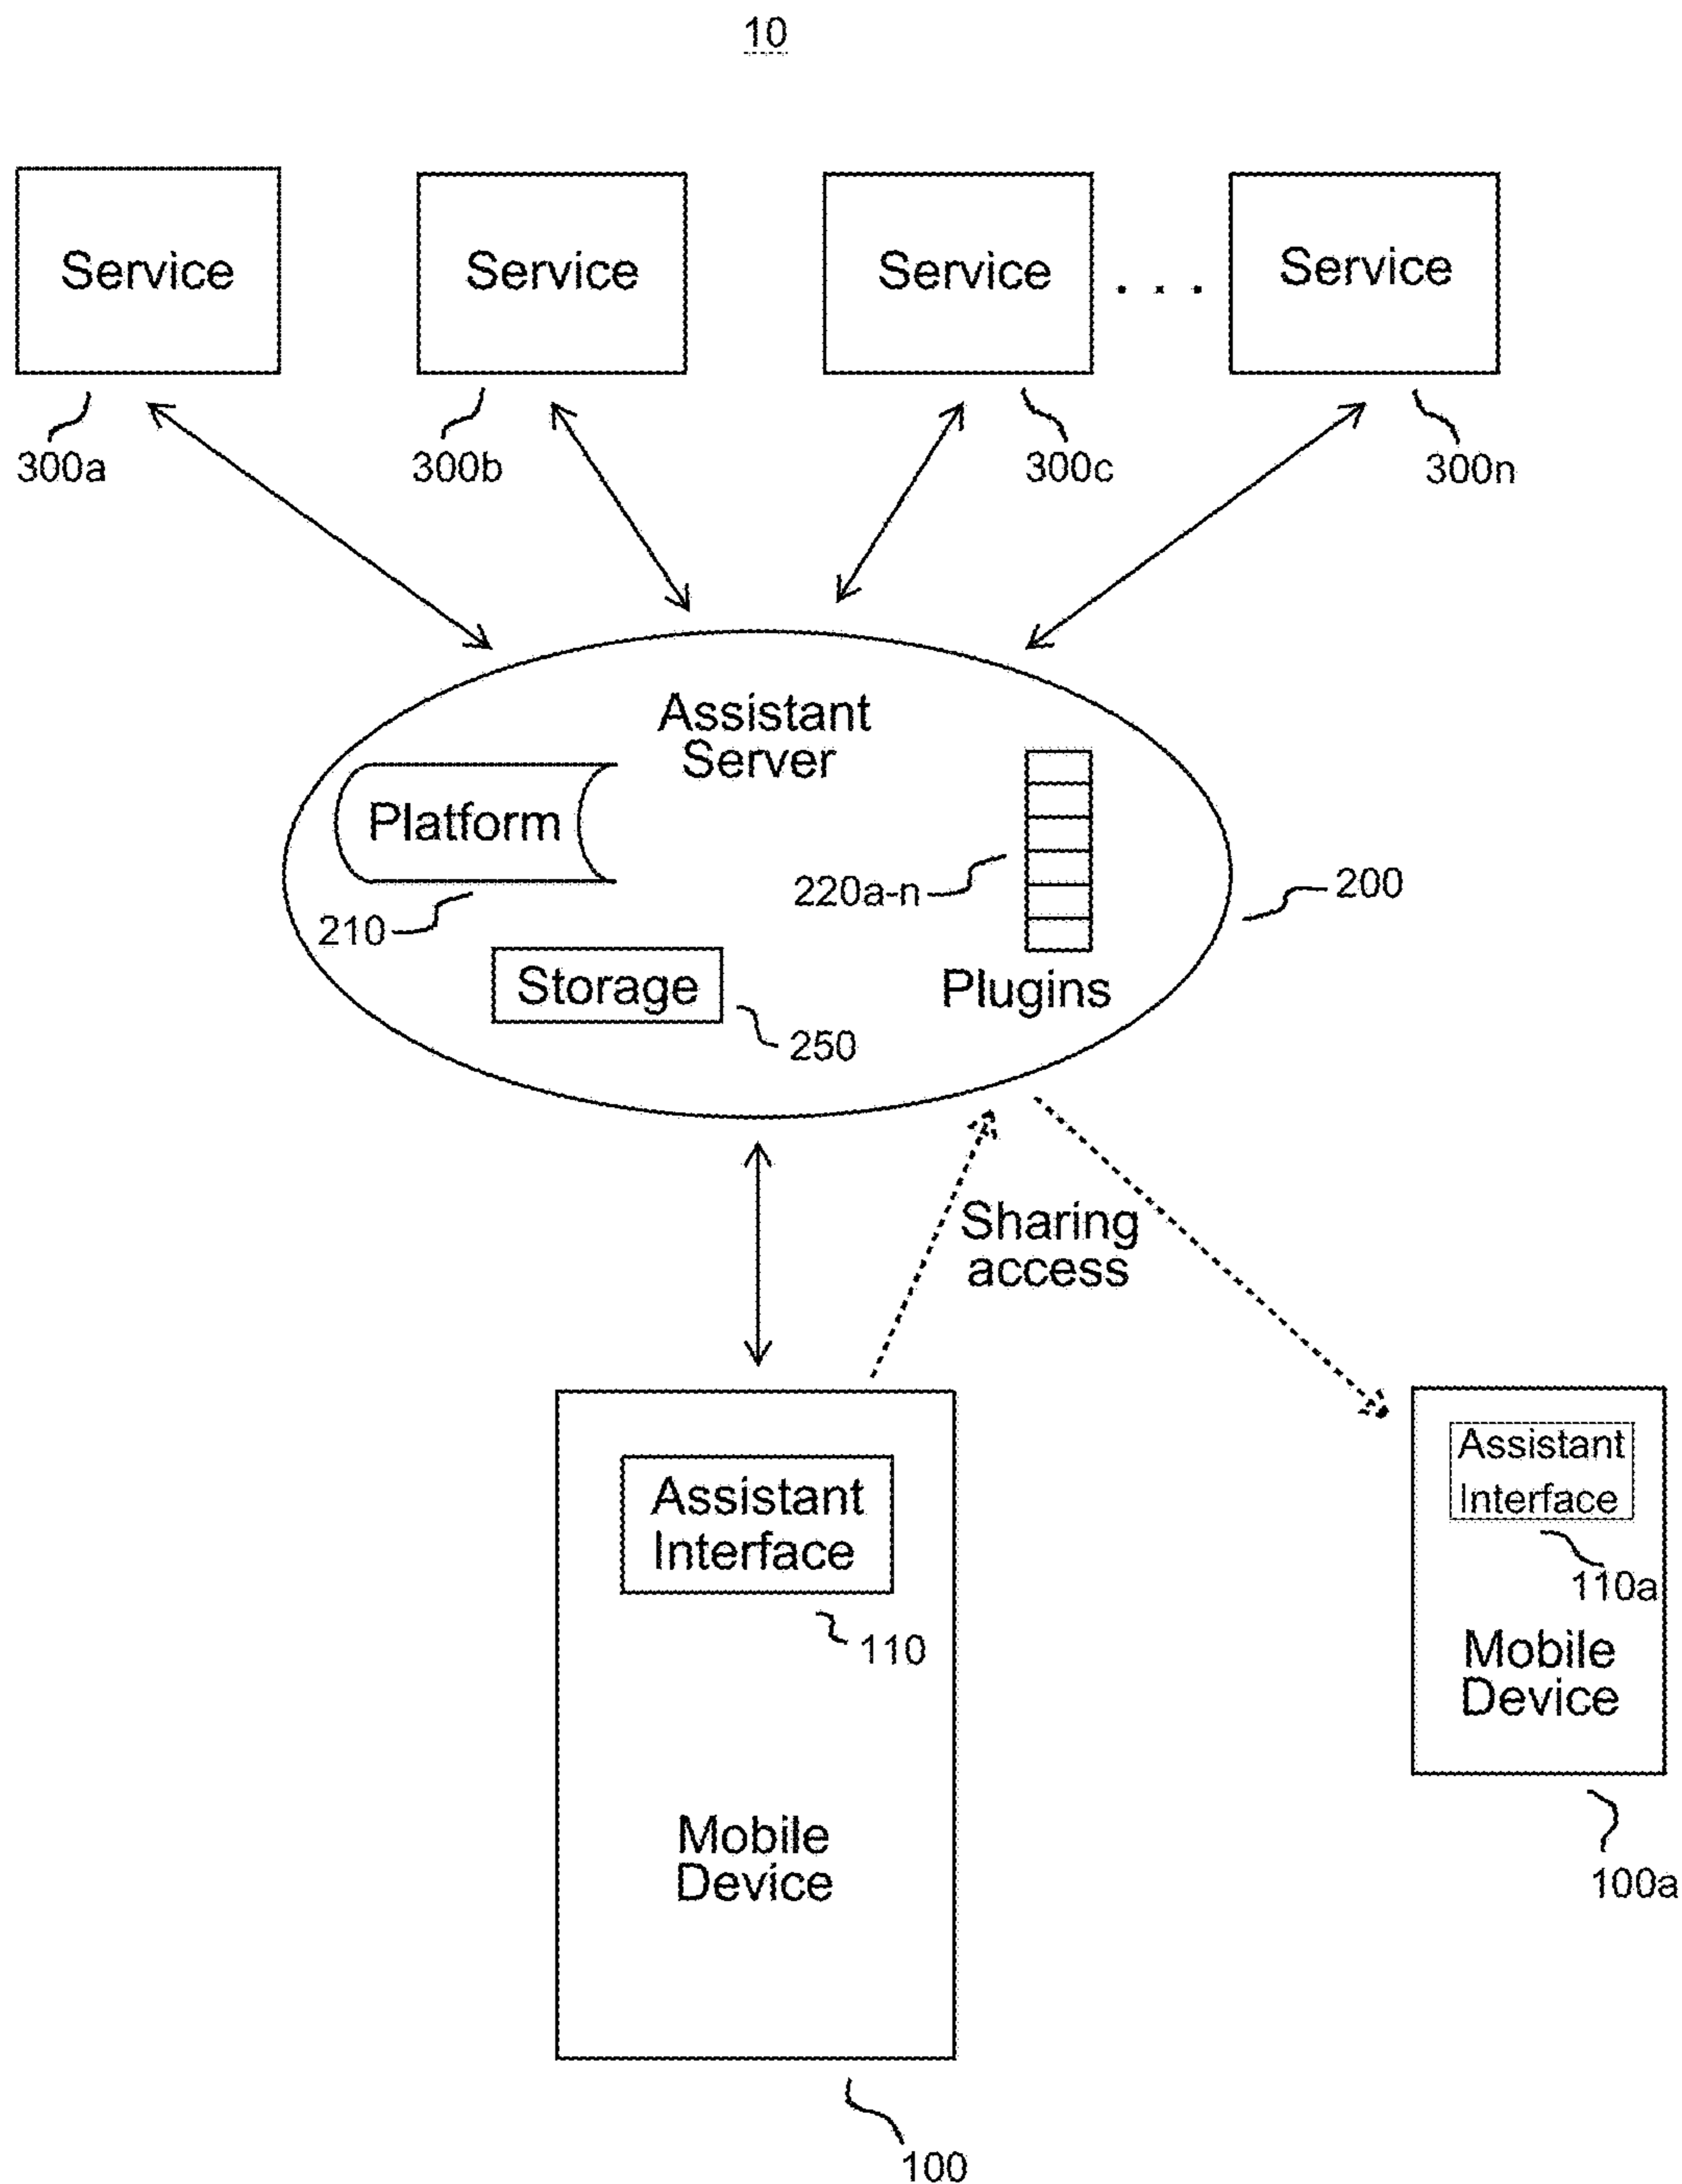 10
Service
Service
Service
. . .
Service
300a
300b
300c
300n
Assistant
Server
Platform
210
220a-n
200
Storage
250
Plugins
Sharing
access
Assistant
Interface
110
Mobile
Device
100
Assistant
Interface
110a
Mobile
Device
100a